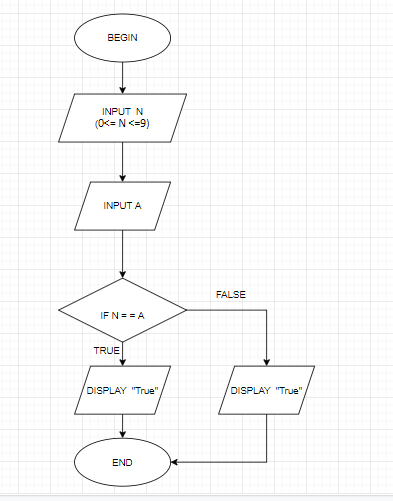 BEGIN
INPUT N
(0<= N <=9)
INPUT A
IF N = = A
FALSE
TRUE
DISPLAY "True"
DISPLAY "True"
END